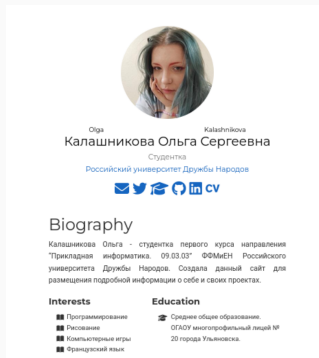 Olga Kalashnikova
Калашникова Ольга Сергеевна
Студентка
Российский университет Дружбы Народов
CV
Biography
Калашникова Ольга - студентка первого курса направления
"Прикладная информатика. 09.03.03" ФФМиЕН Российского
университета Дружбы Народов. Создала данный сайт для
размещения подробной информации о себе и своих проектах.
Interests
Программирование
Рисование
Компьютерные игры
Французский язык
Education
Среднее общее образование.
ОГАОУ многопрофильный лицей №
20 города Ульяновска.